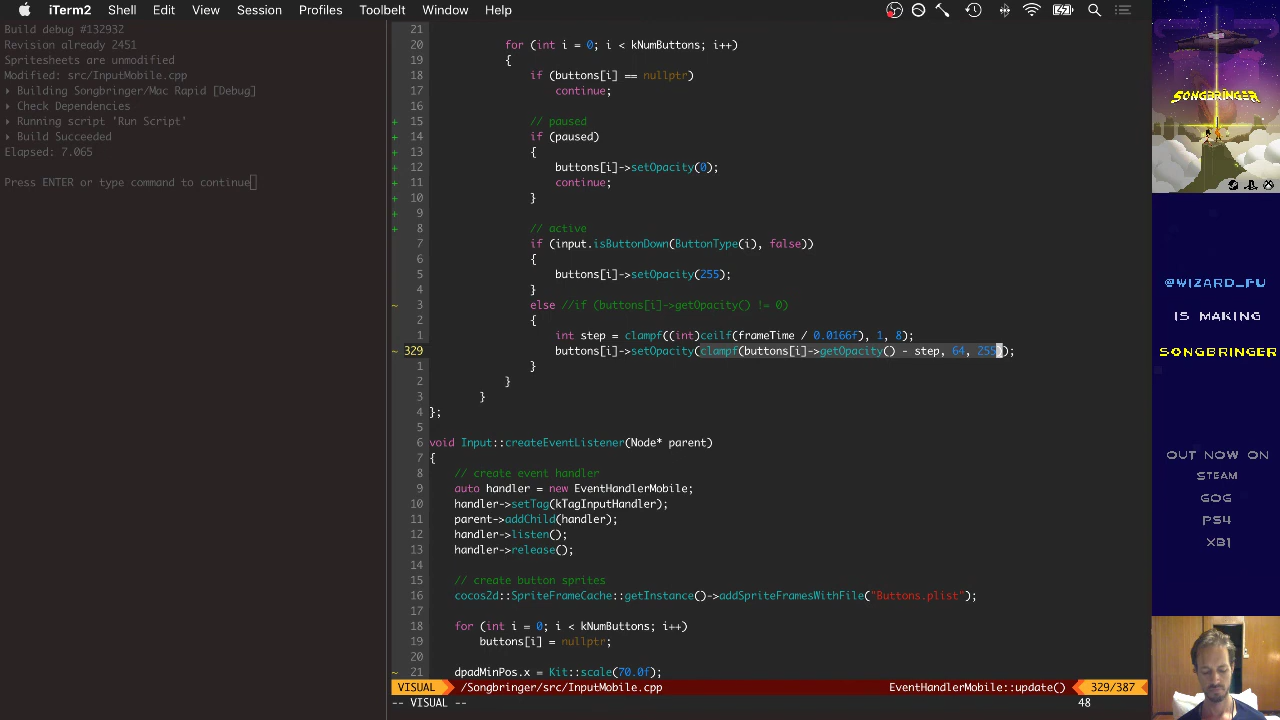 iTerm2 Shell Edit View Session Profiles Toolbelt Window Help
Build debug #132932
Revision already 2451
Spritesheets are unmodified
Modified: src/InputMobile.cpp
▸ Building Songbringer/Mac Rapid [Debug]
▸ Check Dependencies
▸ Running script 'Run Script'
▸ Build Succeeded
Elapsed: 7.065
Press ENTER or type command to continue
21
20 for (int i = 0; i < kNumButtons; i++)
19 {
18 if (buttons[i] == nullptr)
17 continue;
16
+ 15 // paused
+ 14 if (paused)
+ 13 {
+ 12 buttons[i]->setOpacity(0);
+ 11 continue;
+ 10 }
+ 9
+ 8 // active
7 if (input.isButtonDown(ButtonType(i), false))
6 {
5 buttons[i]->setOpacity(255);
4 }
~ 3 else //if (buttons[i]->getOpacity() != 0)
2 {
1 int step = clampf((int)ceilf(frameTime / 0.0166f), 1, 8);
~ 329 buttons[i]->setOpacity(clampf(buttons[i]->getOpacity() - step, 64, 255));
1 }
2 }
3 }
4 };
5
6 void Input::createEventListener(Node* parent)
7 {
8 // create event handler
9 auto handler = new EventHandlerMobile;
10 handler->setTag(kTagInputHandler);
11 parent->addChild(handler);
12 handler->listen();
13 handler->release();
14
15 // create button sprites
16 cocos2d::SpriteFrameCache::getInstance()->addSpriteFramesWithFile("Buttons.plist");
17
18 for (int i = 0; i < kNumButtons; i++)
19 buttons[i] = nullptr;
20
~ 21 dpadMinPos.x = Kit::scale(70.0f);
VISUAL /Songbringer/src/InputMobile.cpp EventHandlerMobile::update() 329/387
-- VISUAL -- 48
SONGBRINGER
@WIZARD_FU
IS MAKING
SONGBRINGER
OUT NOW ON
STEAM
GOG
PS4
XB1